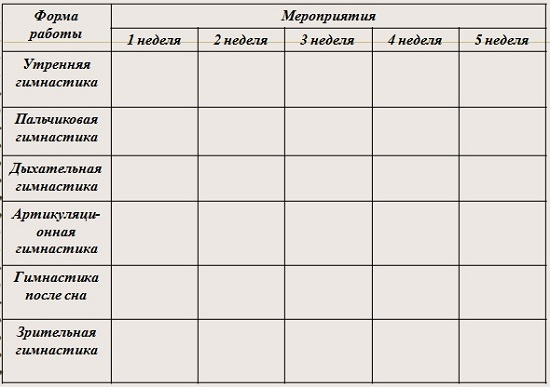 Форма
работы
Мероприятия
1 неделя
2 неделя
3 неделя
4 неделя
5 неделя
Утренняя
гимнастика
Пальчиковая
гимнастика
Дыхательная
гимнастика
Артикуляци-
онная
гимнастика
Гимнастика
после сна
Зрительная
гимнастика